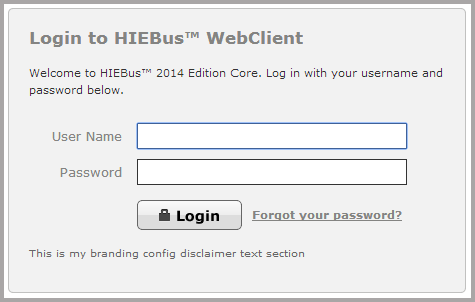 Login to HIEBus™ WebClient
Welcome to HIEBus™ 2014 Edition Core. Log in with your username and
password below.
User Name
Password
Login Forgot your password?
This is my branding config disclaimer text section